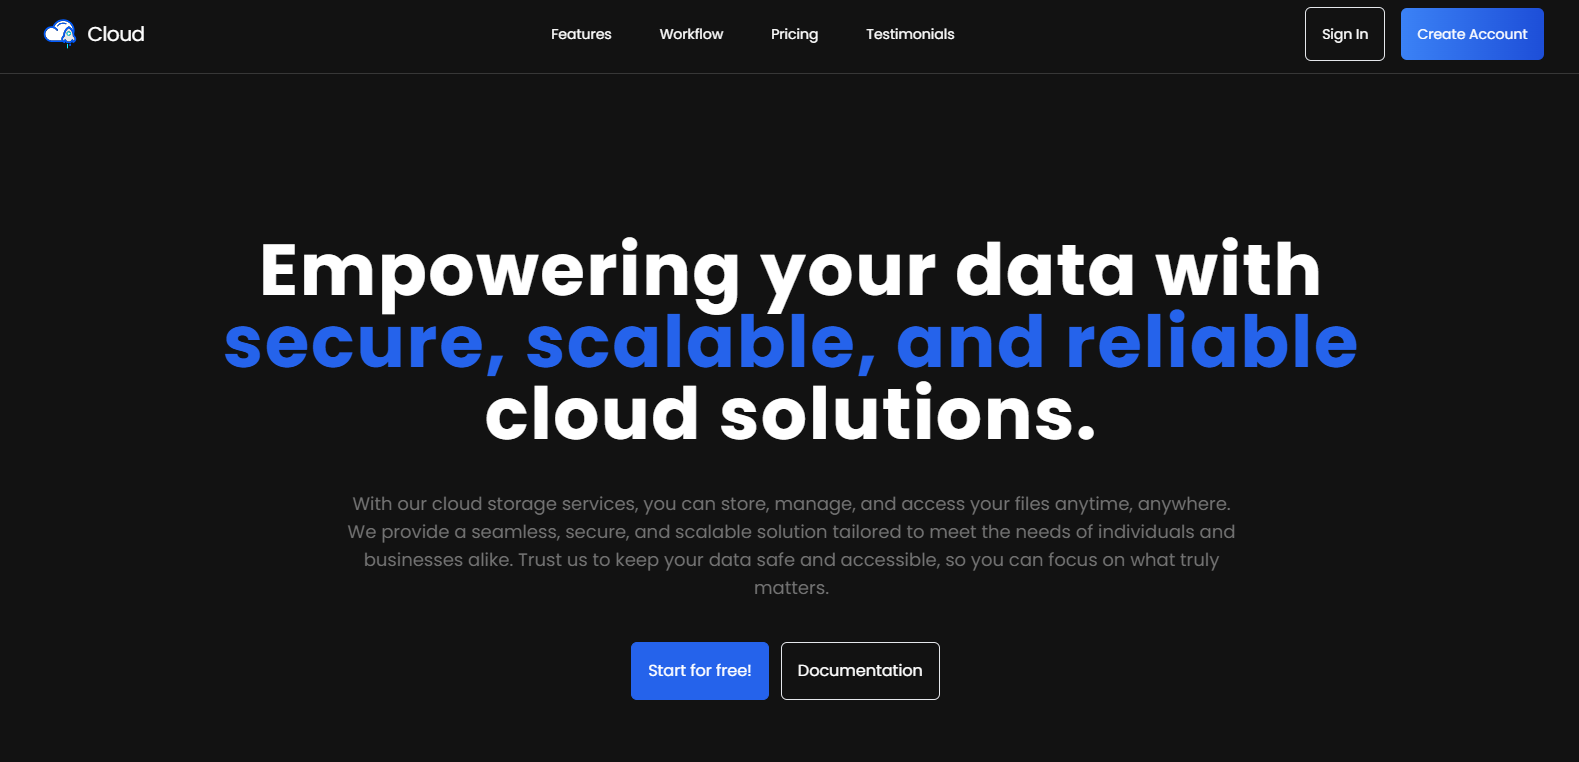 Cloud
Features
Workflow
Pricing
Testimonials
Sign In
Create Account
Empowering your data with
secure, scalable, and reliable
cloud solutions.
With our cloud storage services, you can store, manage, and access your files anytime, anywhere.
We provide a seamless, secure, and scalable solution tailored to meet the needs of individuals and
businesses alike. Trust us to keep your data safe and accessible, so you can focus on what truly
matters.
Start for free!
Documentation